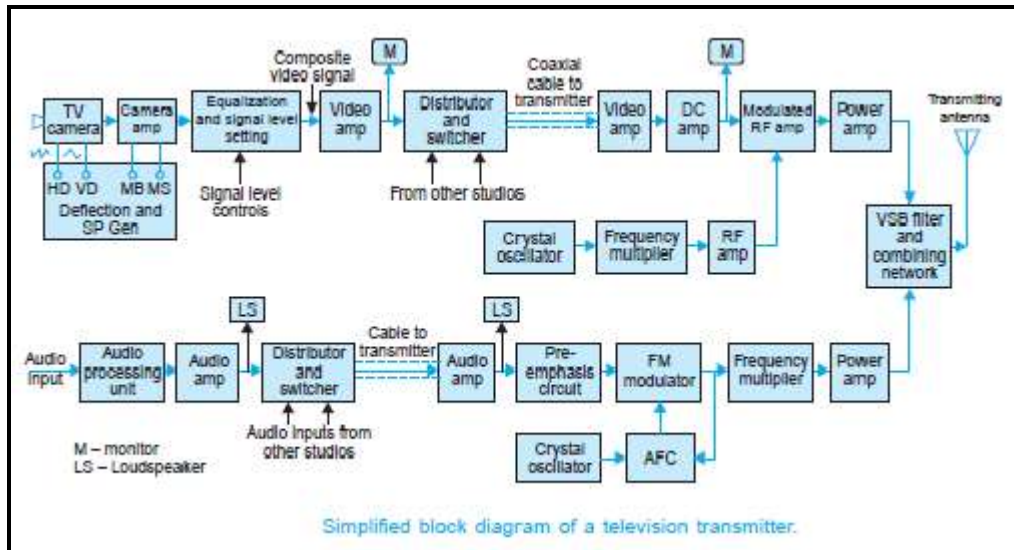 M
M
Composite
video signal
Coaxial
cable to
transmitter
TV
camera
Camera
amp
Equalization
and signal level
setting
Video
amp
Distributor
and
switcher
Video
amp
DC
amp
Modulated
RF amp
Power
amp
Transmitting
antenna
HD VD MB MS
Deflection and
SP Gen
Signal level
controls
From other studios
Crystal
oscillator
Frequency
multiplier
RF
amp
VSB filter
and
combining
network
LS
LS
Cable to
transmitter
Audio
input
Audio
processing
unit
Audio
amp
Distributor
and
switcher
Audio
amp
Pre-
emphasis
circuit
FM
modulator
Frequency
multiplier
Power
amp
Audio inputs from
other studios
Crystal
oscillator
AFC
M – monitor
LS – Loudspeaker
Simplified block diagram of a television transmitter.